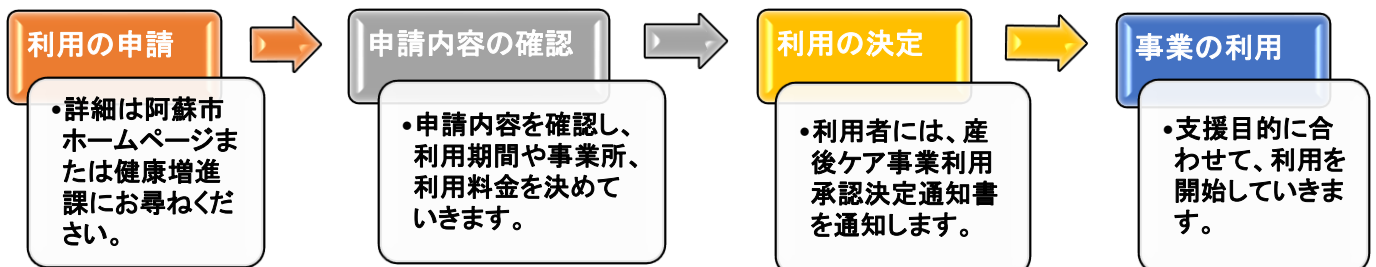 利用の申請
・詳細は阿蘇市
ホームページま
たは健康増進
課にお尋ねくだ
さい。
申請内容の確認
・申請内容を確認し、
利用期間や事業所、
利用料金を決めて
いきます。
利用の決定
・利用者には、産
後ケア事業利用
承認決定通知書
を通知します。
事業の利用
・支援目的に合
わせて、利用を
開始していきま
す。